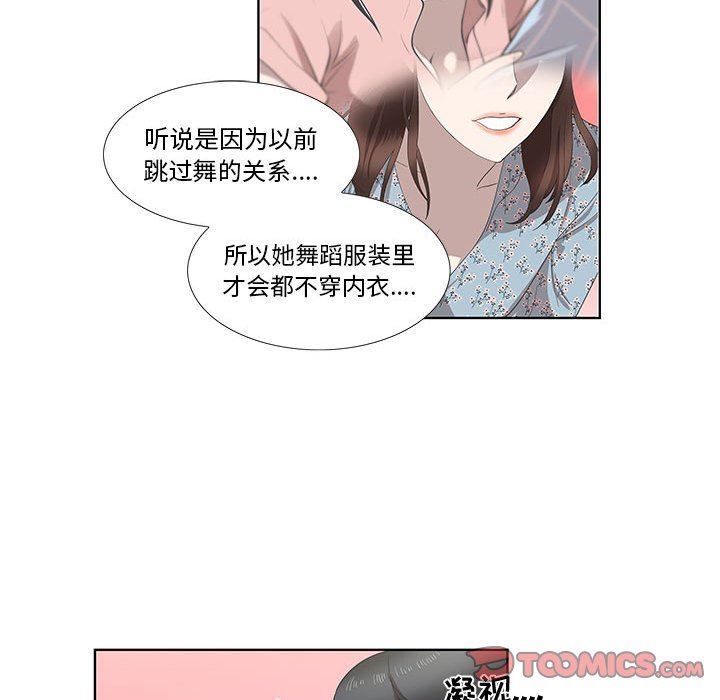 听说是因为以前
跳过舞的关系....
所以她舞蹈服装里
才会都不穿内衣....
凝视,,,,,
TOOMICS.COM